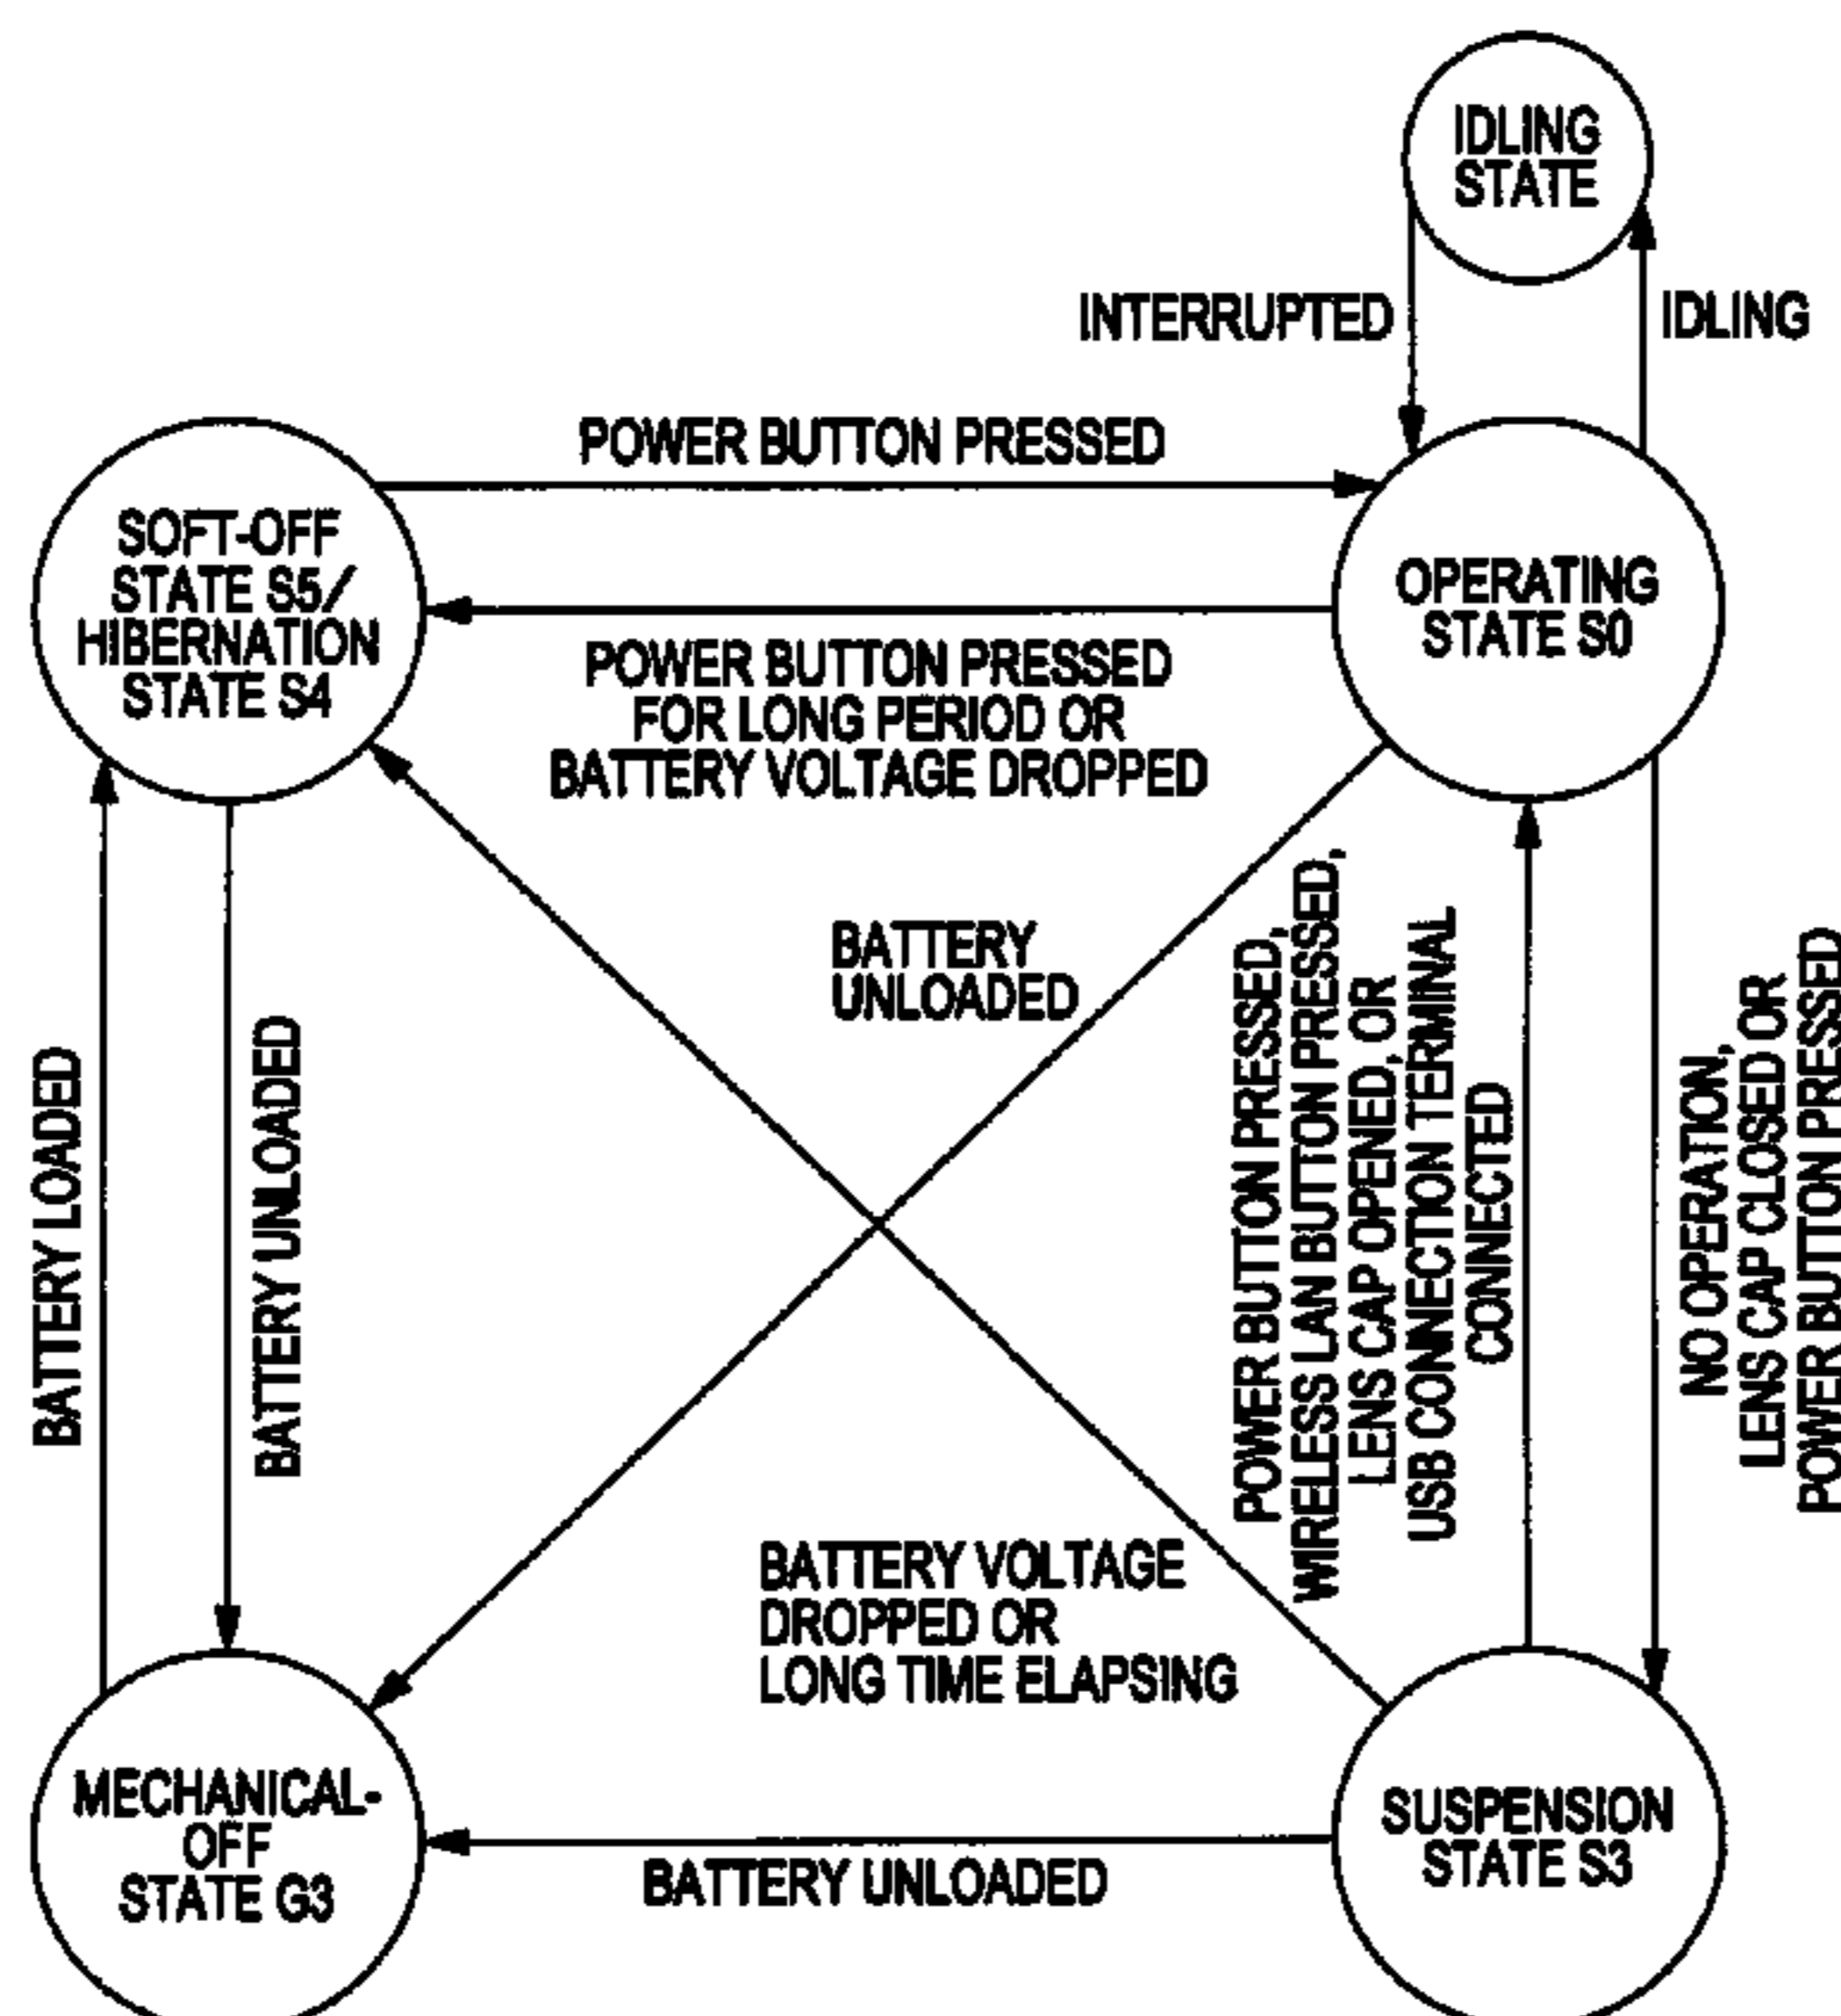 IDLING
STATE
INTERRUPTED
IDLING
POWER BUTTON PRESSED
SOFT-OFF
STATE S5/
HIBERNATION
STATE S4
OPERATING
STATE S0
POWER BUTTON PRESSED
FOR LONG PERIOD OR
BATTERY VOLTAGE DROPPED
BATTERY
UNLOADED
BATTERY LOADED
BATTERY UNLOADED
POWER BUTTON PRESSED,
WIRELESS LAN BUTTON PRESSED,
LENS CAP OPENED, OR
USB CONNECTION TERMINAL
CONNECTED
NO OPERATION,
LENS CAP CLOSED OR
POWER BUTTON PRESSED
BATTERY VOLTAGE
DROPPED OR
LONG TIME ELAPSING
MECHANICAL-
OFF
STATE G3
BATTERY UNLOADED
SUSPENSION
STATE S3